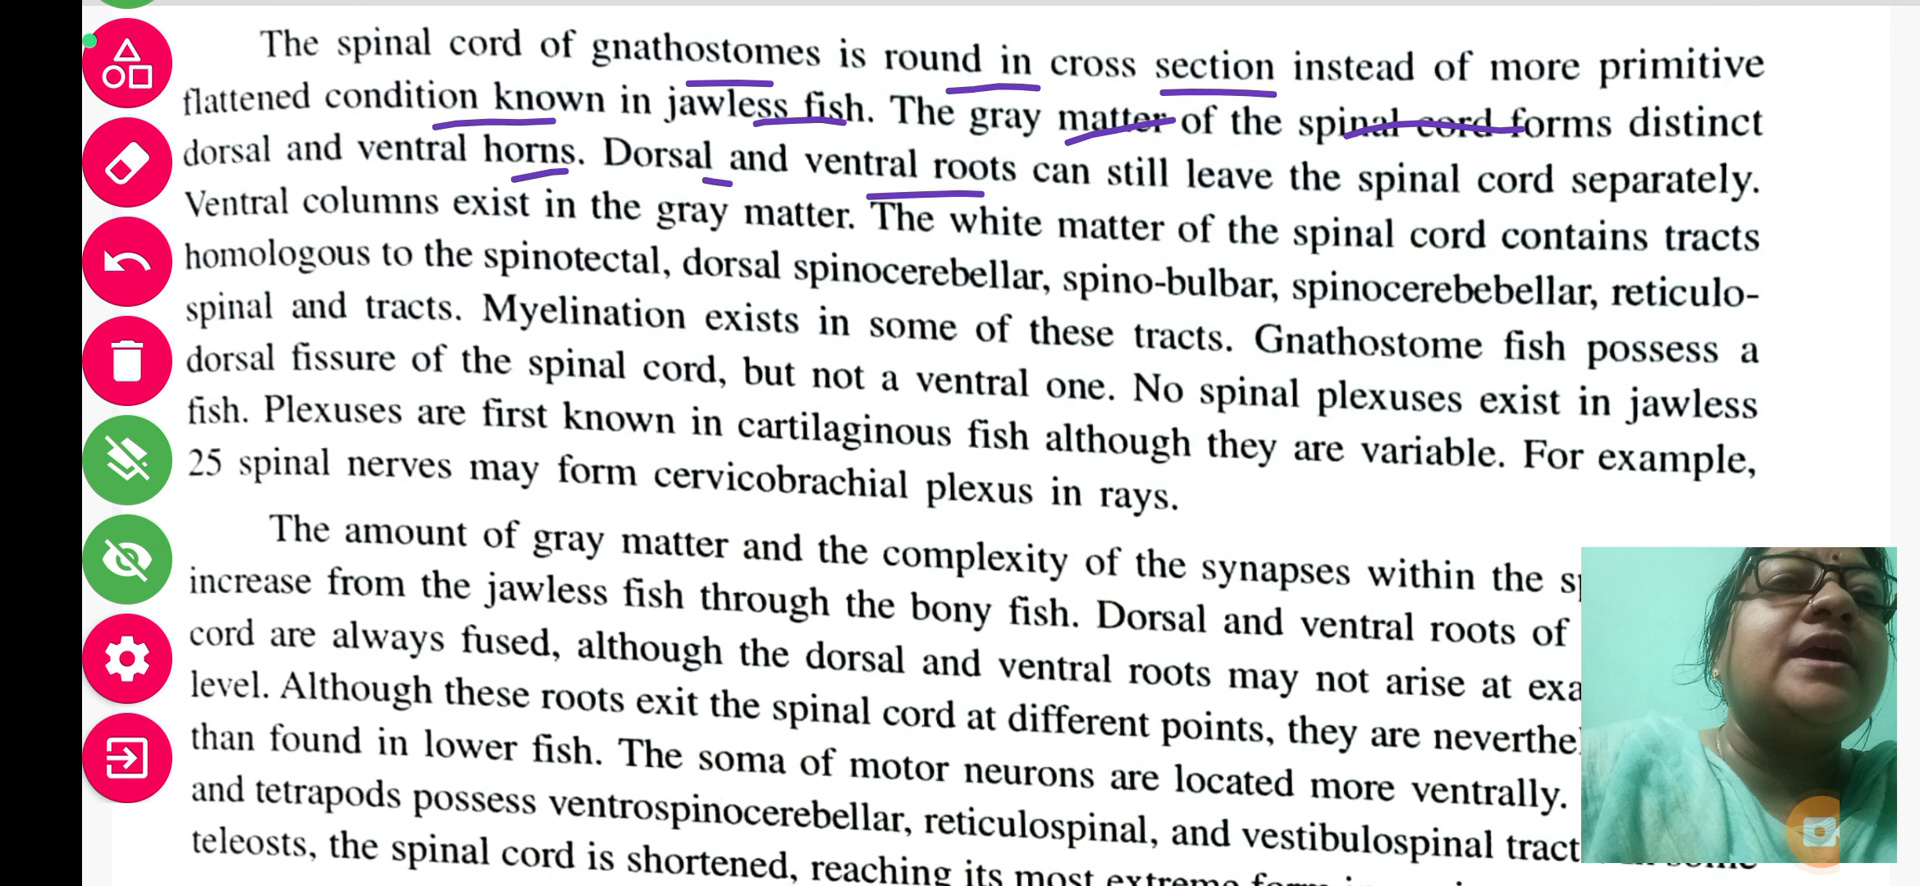 The spinal cord of gnathostomes is round in cross section instead of more primitive
flattened condition known in jawless fish. The gray matter of the spinal cord forms distinct
dorsal and ventral horns. Dorsal and ventral roots can still leave the spinal cord separately.
Ventral columns exist in the gray matter. The white matter of the spinal cord contains tracts
homologous to the spinotectal, dorsal spinocerebellar, spino-bulbar, spinocerebebellar, reticulo-
spinal and tracts. Myelination exists in some of these tracts. Gnathostome fish possess a
dorsal fissure of the spinal cord, but not a ventral one. No spinal plexuses exist in jawless
fish. Plexuses are first known in cartilaginous fish although they are variable. For example,
25 spinal nerves may form cervicobrachial plexus in rays.
The amount of gray matter and the complexity of the synapses within the
increase from the jawless fish through the bony fish. Dorsal and ventral roots of
cord are always fused, although the dorsal and ventral roots may not arise at
level. Although these roots exit the spinal cord at different points, they are
than found in lower fish. The soma of motor neurons are located more ventrally.
and tetrapods possess ventrospinocerebellar, reticulospinal, and vestibulospinal
teleosts, the spinal cord is shortened, reaching its most extreme